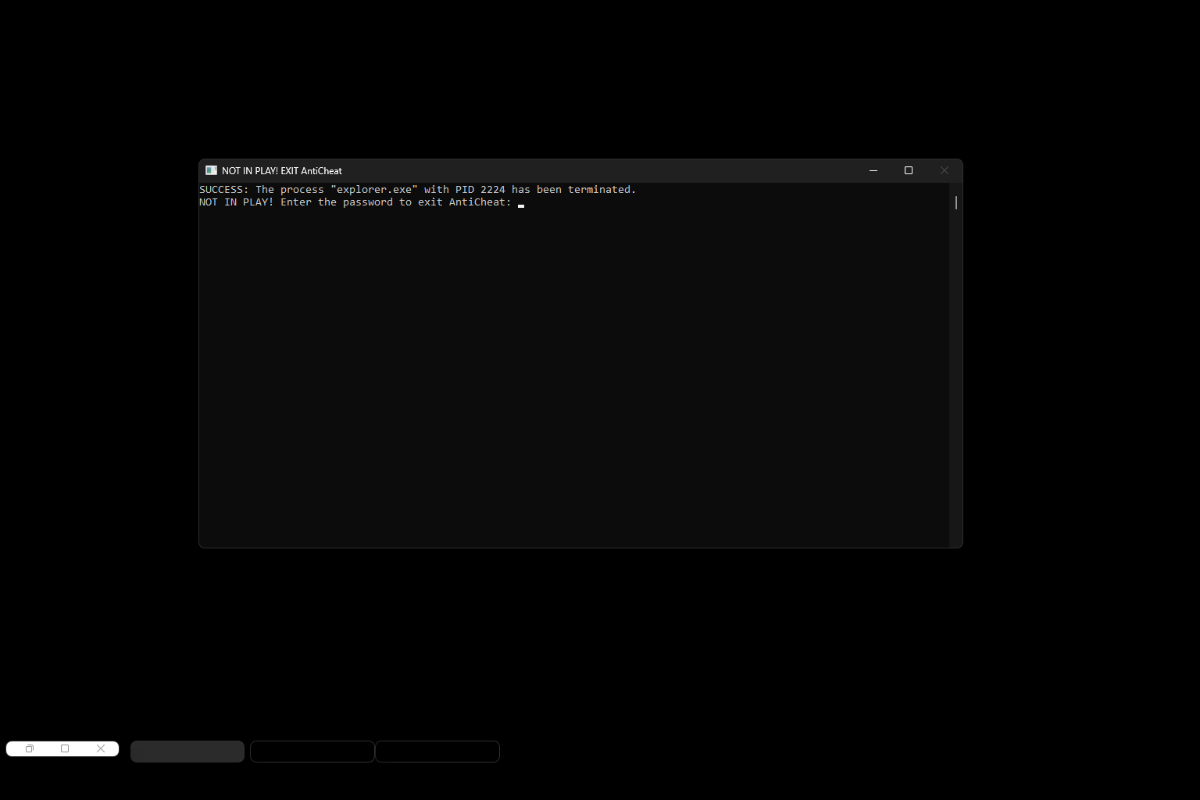 NOT IN PLAY! EXIT AntiCheat
SUCCESS: The process "explorer.exe" with PID 2224 has been terminated.
NOT IN PLAY! Enter the password to exit AntiCheat: